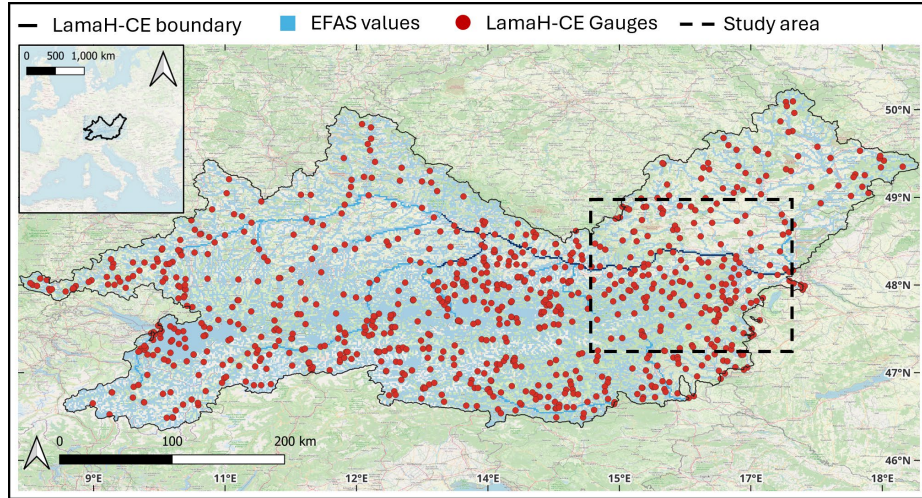 LamaH-CE boundary EFAS values LamaH-CE Gauges Study area
0 500 1,000 km
50°N
49°N
48°N
47°N
46°N
0 100 200 km
9°E 11°E 12°E 14°E 15°E 17°E 18°E